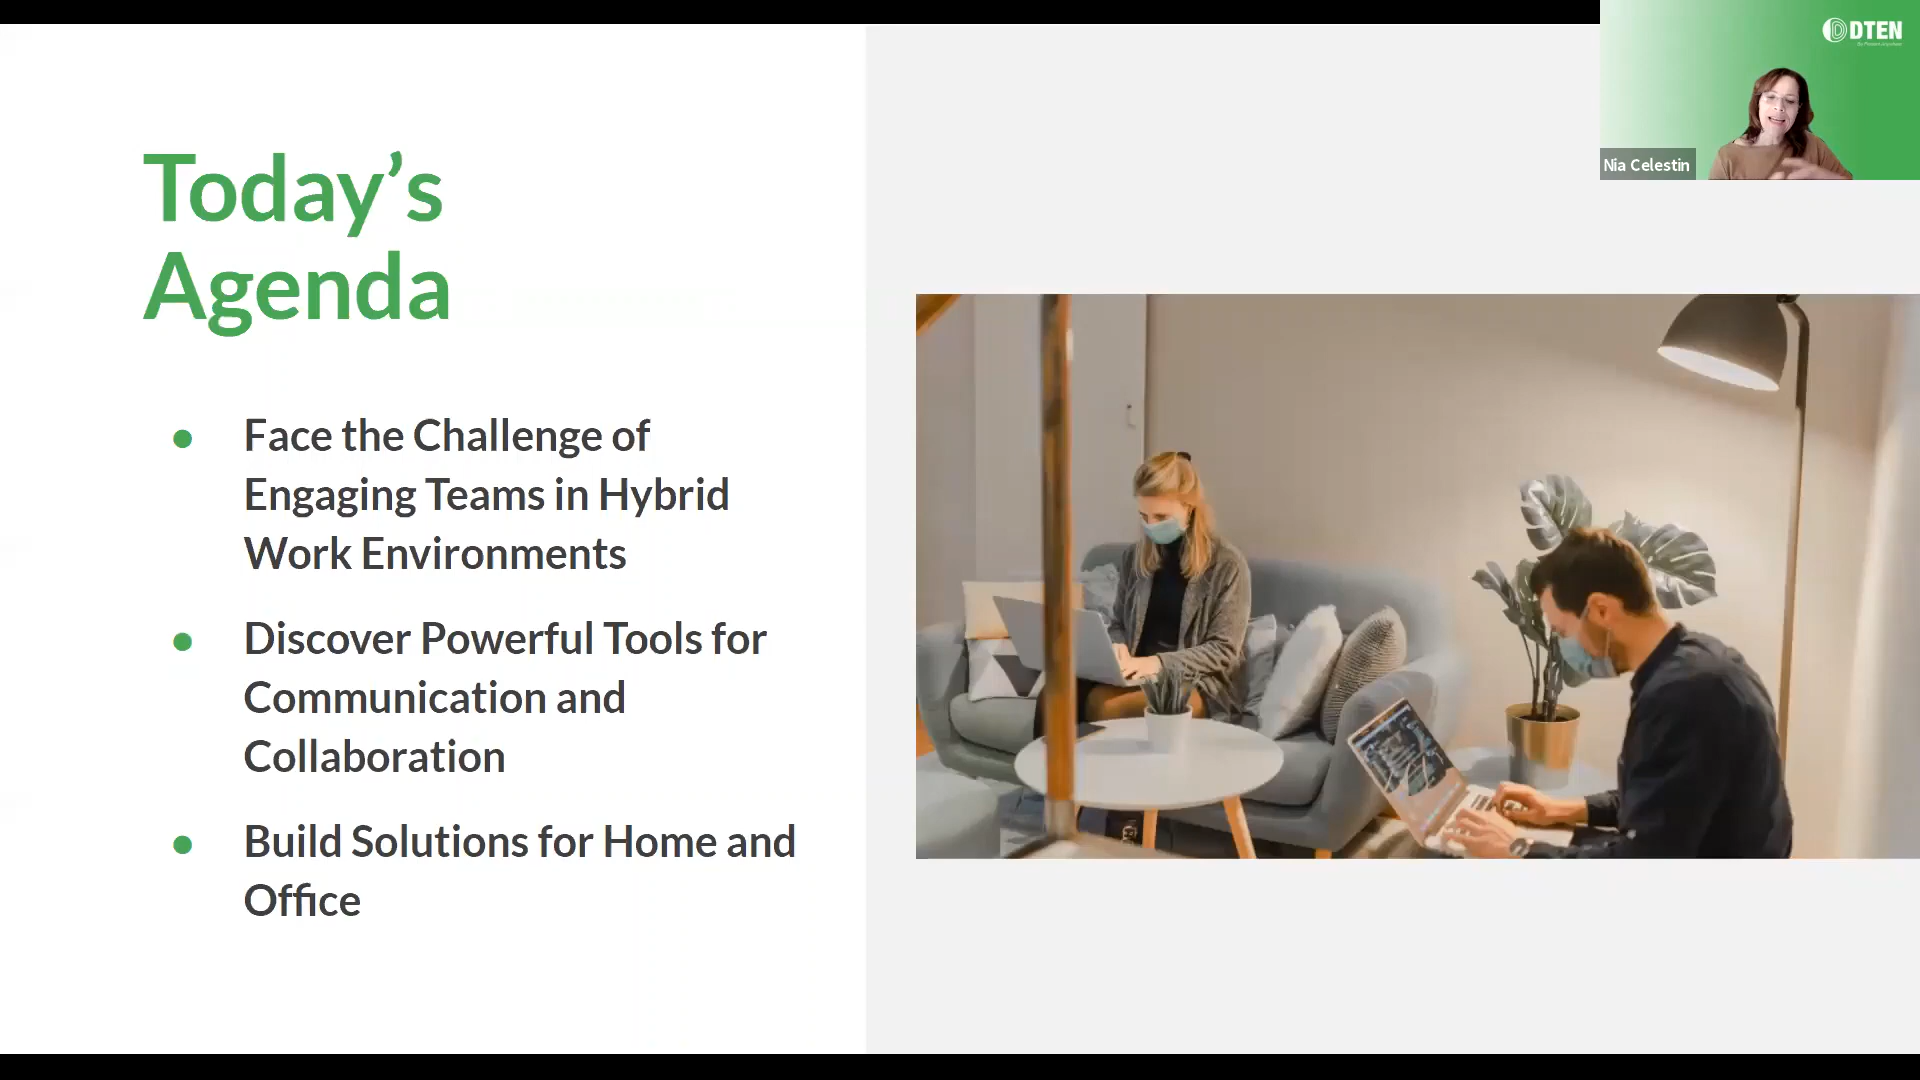 DTEN
Nia Celestin
Today’s
Agenda
● Face the Challenge of
Engaging Teams in Hybrid
Work Environments
● Discover Powerful Tools for
Communication and
Collaboration
● Build Solutions for Home and
Office